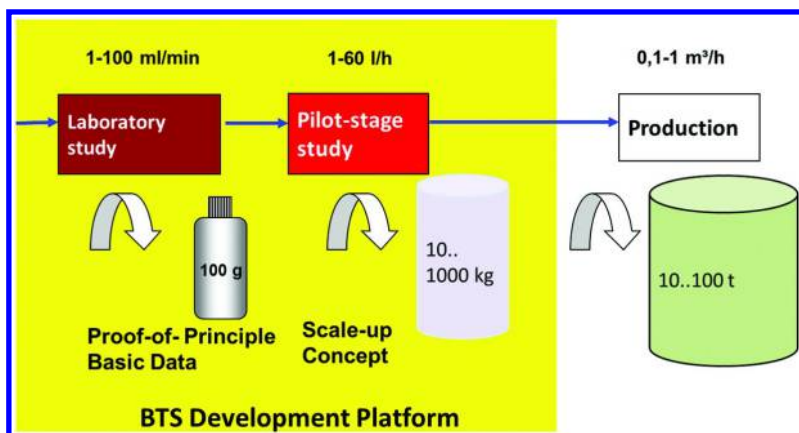 1-100 ml/min
1-60 l/h
0,1-1 m³/h
Laboratory
study
Pilot-stage
study
Production
100 g
10..
1000 kg
10..100 t
Proof-of- Principle
Basic Data
Scale-up
Concept
BTS Development Platform